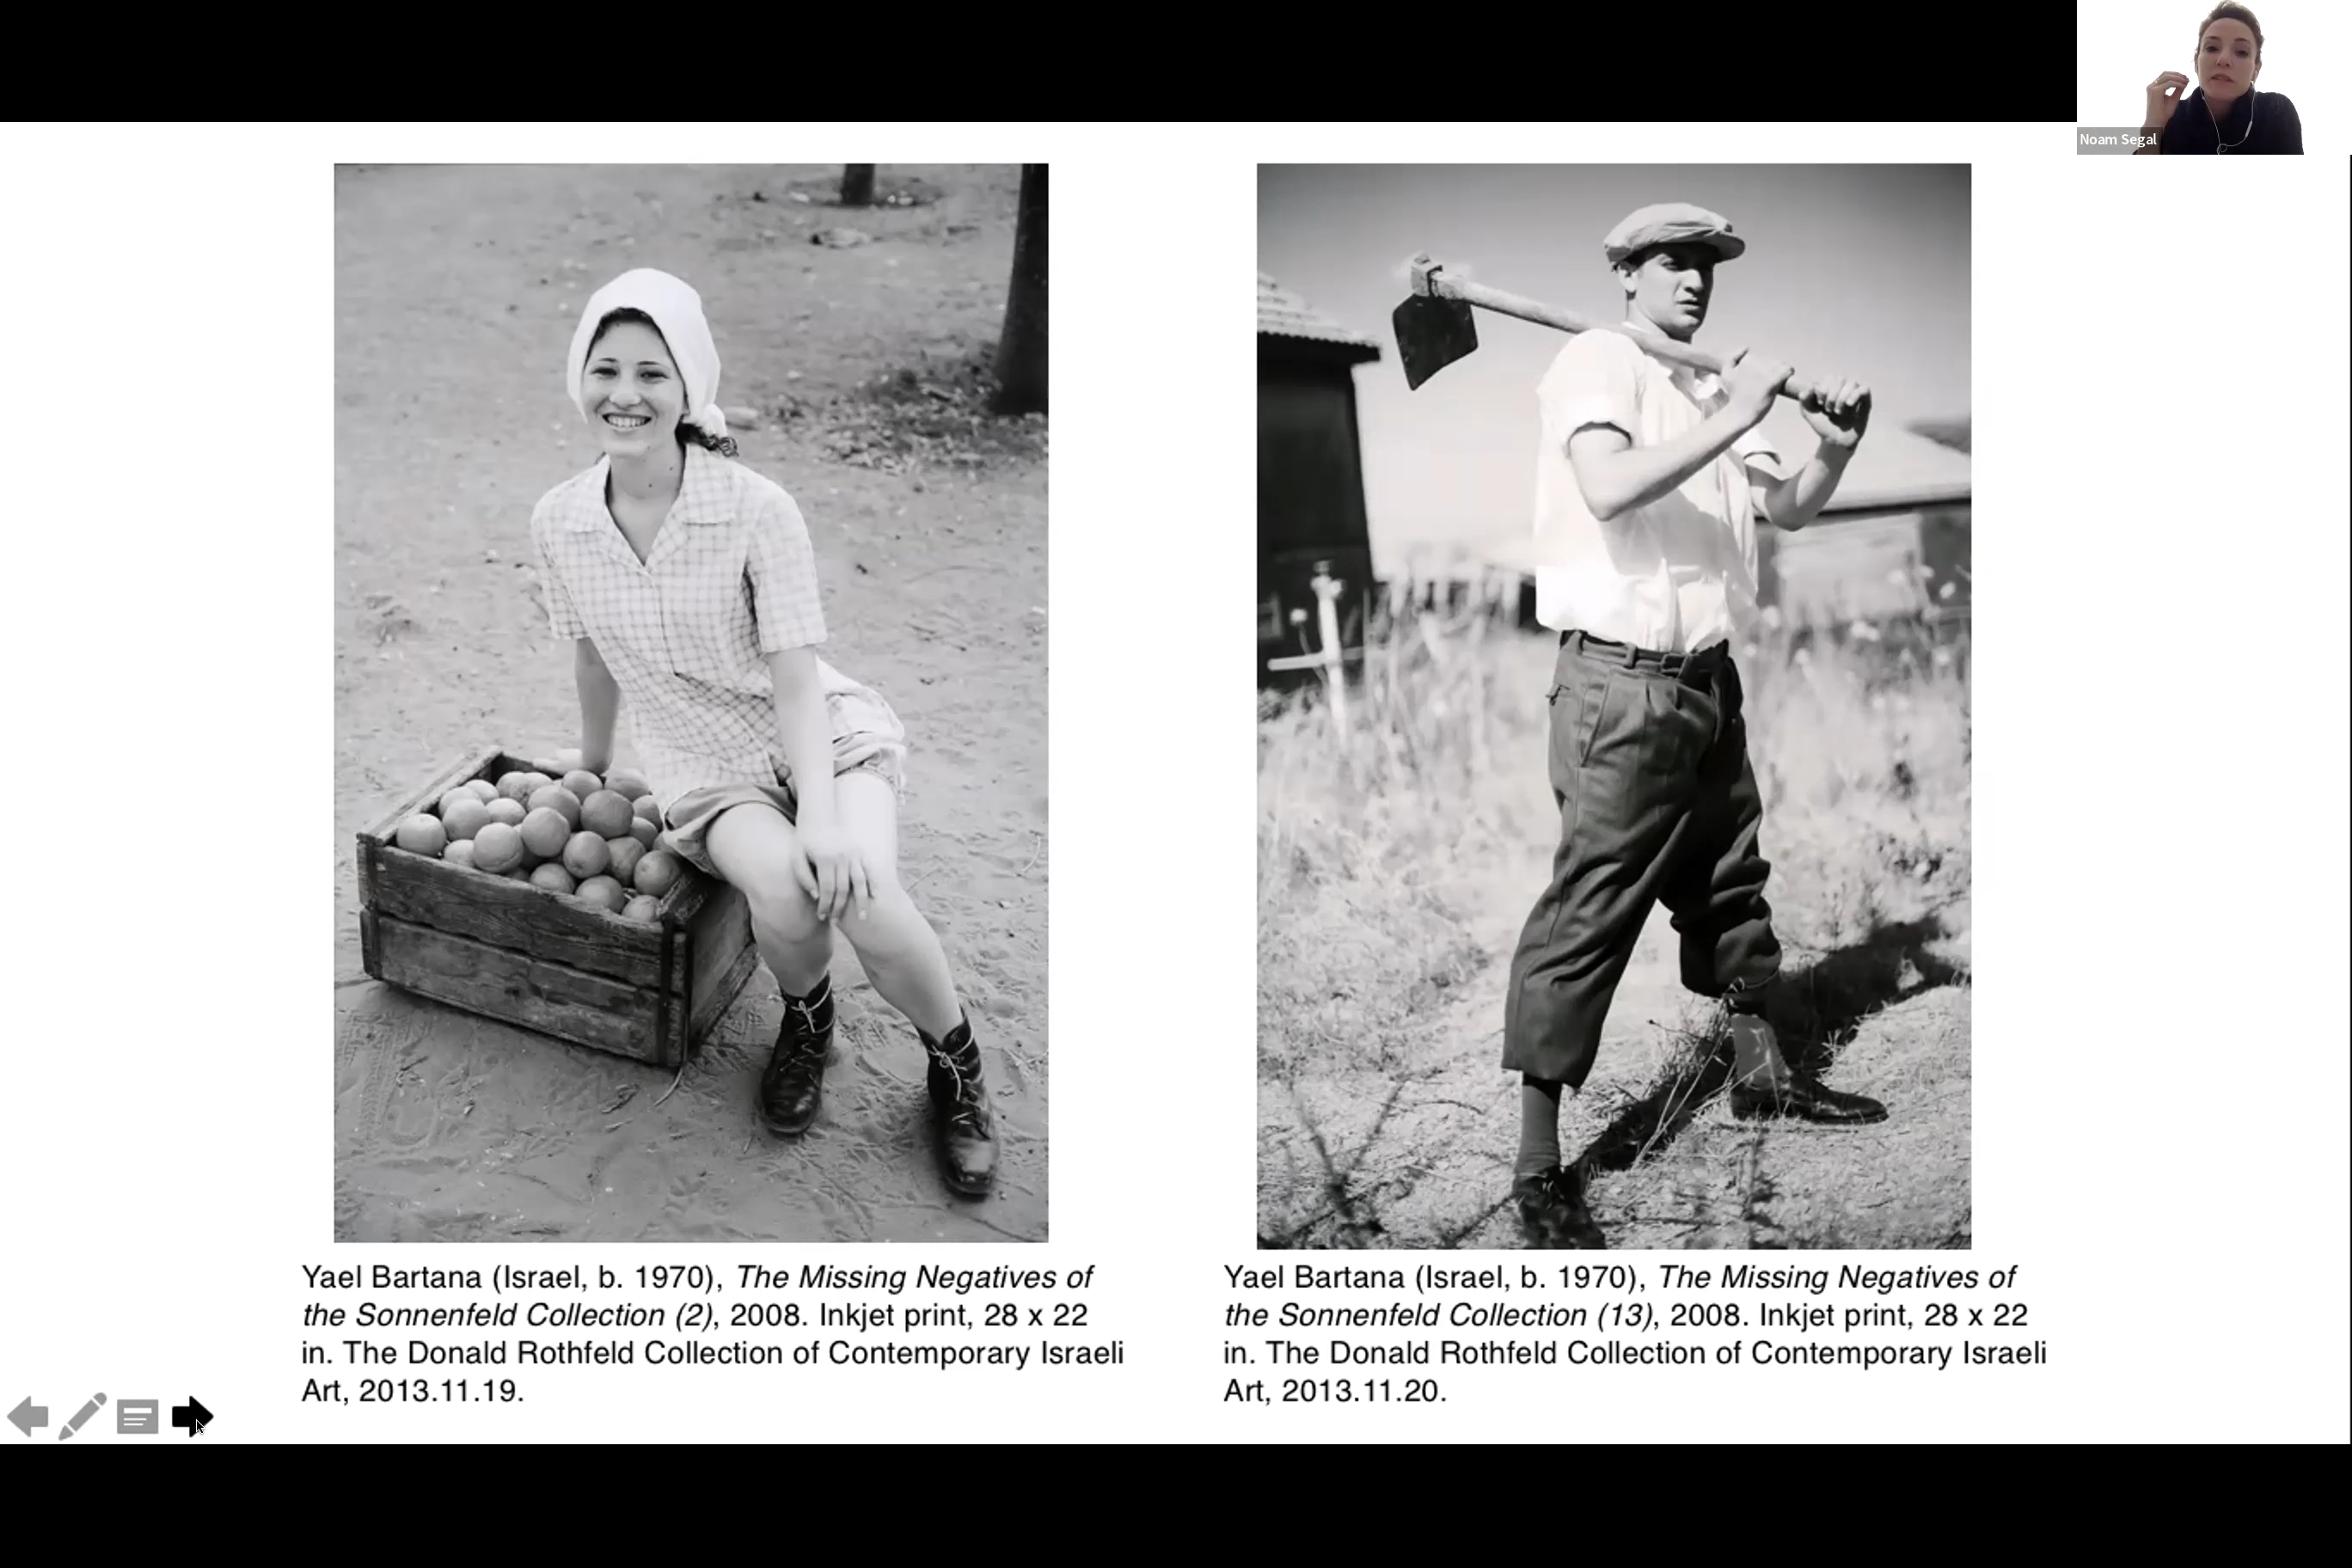 Noam Segal
Yael Bartana (Israel, b. 1970), The Missing Negatives of
the Sonnenfeld Collection (2), 2008. Inkjet print, 28 x 22
in. The Donald Rothfeld Collection of Contemporary Israeli
Art, 2013.11.19.
Yael Bartana (Israel, b. 1970), The Missing Negatives of
the Sonnenfeld Collection (13), 2008. Inkjet print, 28 x 22
in. The Donald Rothfeld Collection of Contemporary Israeli
Art, 2013.11.20.